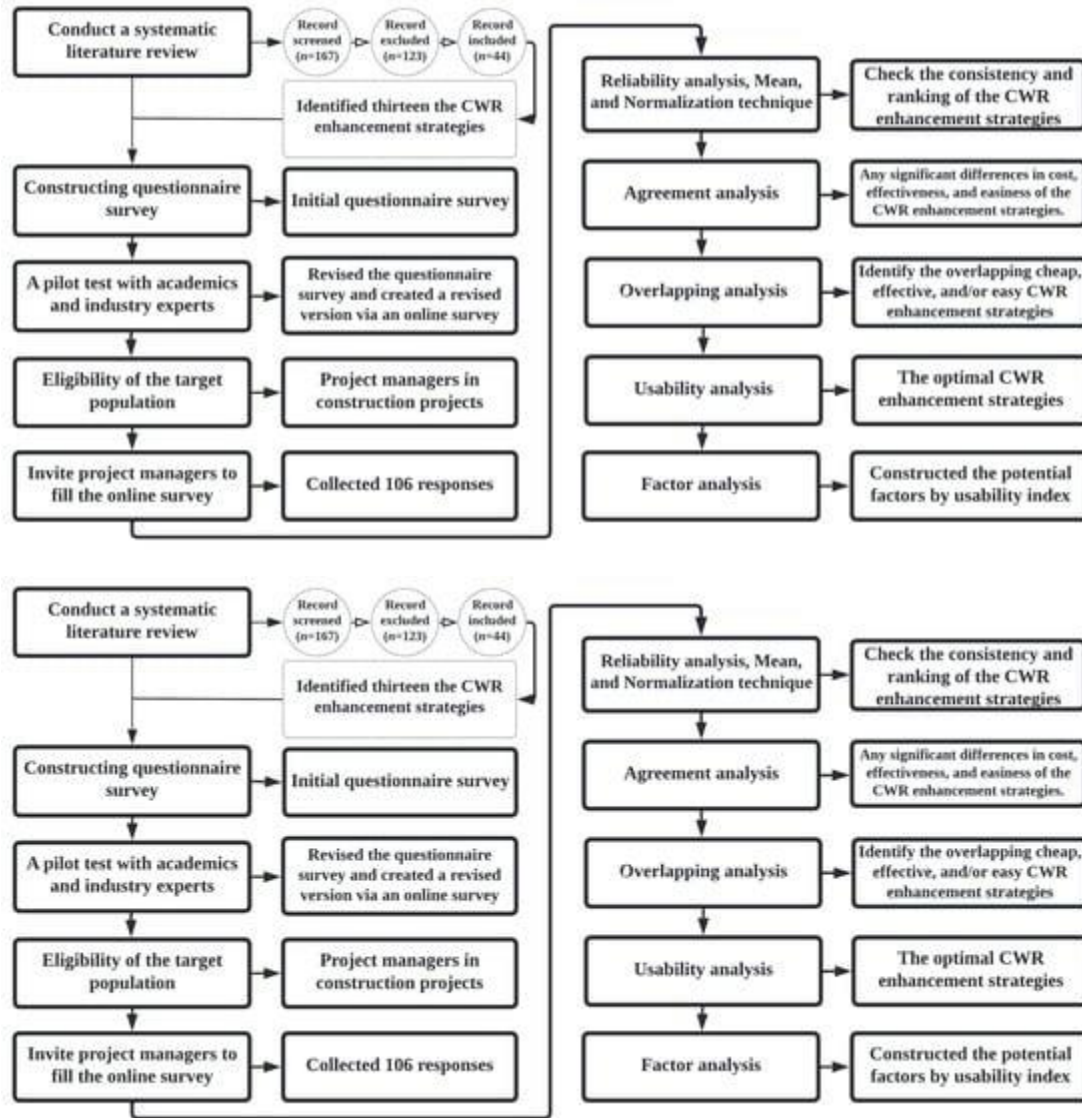 Conduct a systematic
literature review
Record
screened
(n=167)
Record
excluded
(n=123)
Record
included
(n=44)
Identified thirteen the CWR
enhancement strategies
Constructing questionnaire
survey
Initial questionnaire survey
A pilot test with academics
and industry experts
Revised the questionnaire
survey and created a revised
version via an online survey
Eligibility of the target
population
Project managers in
construction projects
Invite project managers to
fill the online survey
Collected 106 responses
Reliability analysis, Mean,
and Normalization technique
Check the consistency and
ranking of the CWR
enhancement strategies
Agreement analysis
Any significant differences in cost,
effectiveness, and easiness of the
CWR enhancement strategies.
Overlapping analysis
Identify the overlapping cheap,
effective, and/or easy CWR
enhancement strategies
Usability analysis
The optimal CWR
enhancement strategies
Factor analysis
Constructed the potential
factors by usability index
Conduct a systematic
literature review
Record
screened
(n=167)
Record
excluded
(n=123)
Record
included
(n=44)
Identified thirteen the CWR
enhancement strategies
Constructing questionnaire
survey
Initial questionnaire survey
A pilot test with academics
and industry experts
Revised the questionnaire
survey and created a revised
version via an online survey
Eligibility of the target
population
Project managers in
construction projects
Invite project managers to
fill the online survey
Collected 106 responses
Reliability analysis, Mean,
and Normalization technique
Check the consistency and
ranking of the CWR
enhancement strategies
Agreement analysis
Any significant differences in cost,
effectiveness, and easiness of the
CWR enhancement strategies.
Overlapping analysis
Identify the overlapping cheap,
effective, and/or easy CWR
enhancement strategies
Usability analysis
The optimal CWR
enhancement strategies
Factor analysis
Constructed the potential
factors by usability index